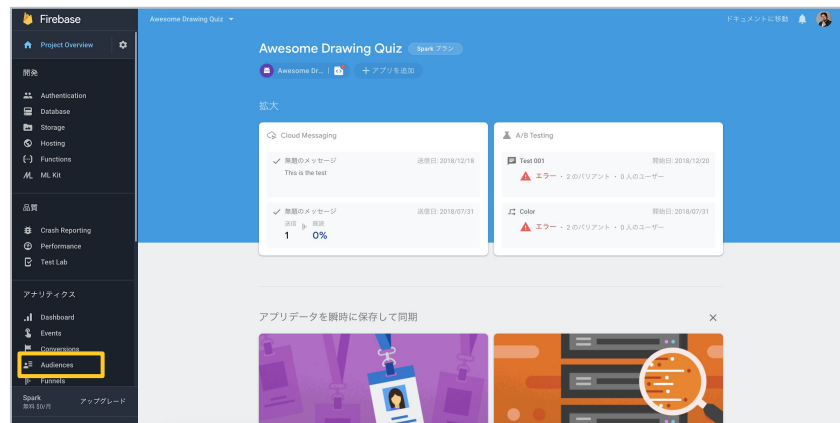 Firebase
Awesome Drawing Quiz
ドキュメントに移動
Project Overview
開発
Authentication
Database
Storage
Hosting
Functions
ML Kit
品質
Crash Reporting
Performance
Test Lab
アナリティクス
Dashboard
Events
Conversions
Audiences
Funnels
Spark
無料 $0/月
アップグレード
Awesome Drawing Quiz
Spark プラン
Awesome Dr...
+ アプリを追加
拡大
Cloud Messaging
無題のメッセージ 送信日: 2018/12/18
This is the test
無題のメッセージ 送信日: 2018/07/31
送信
1 0%
A/B Testing
Test 001 開始日: 2018/12/20
エラー • 2 のバリアント • 0 人のユーザー
Color 開始日: 2018/07/31
エラー • 2 のバリアント • 0 人のユーザー
アプリデータを瞬時に保存して同期